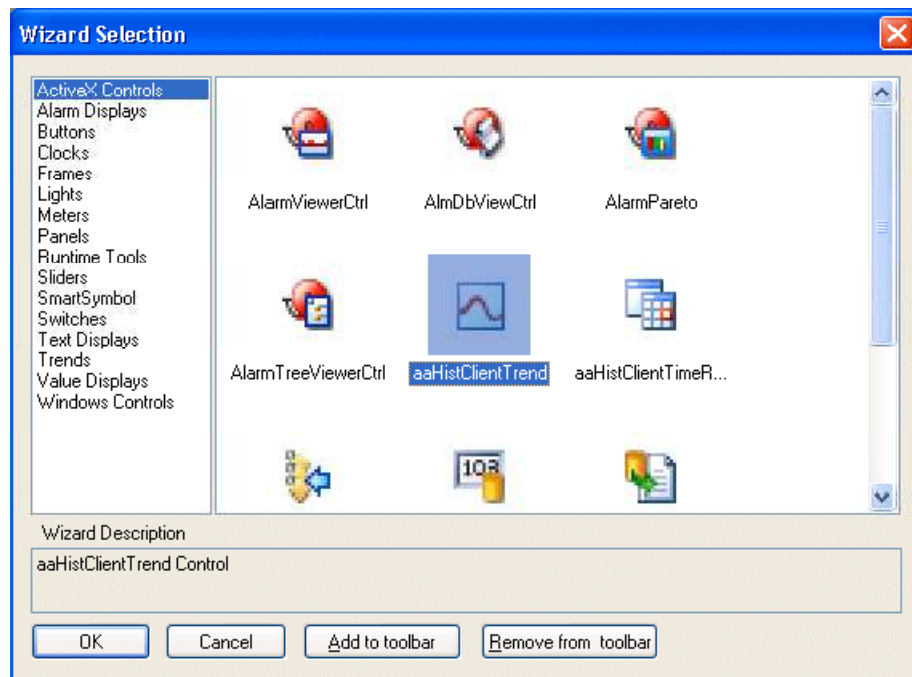 Wizard Selection
ActiveX Controls
Alarm Displays
Buttons
Clocks
Frames
Lights
Meters
Panels
Runtime Tools
Sliders
SmartSymbol
Switches
Text Displays
Trends
Value Displays
Windows Controls
AlarmViewerCtrl AlmDbViewCtrl AlarmPareto
AlarmTreeViewerCtrl aaHistClientTrend aaHistClientTimeR...
Wizard Description
aaHistClientTrend Control
OK Cancel Add to toolbar Remove from toolbar